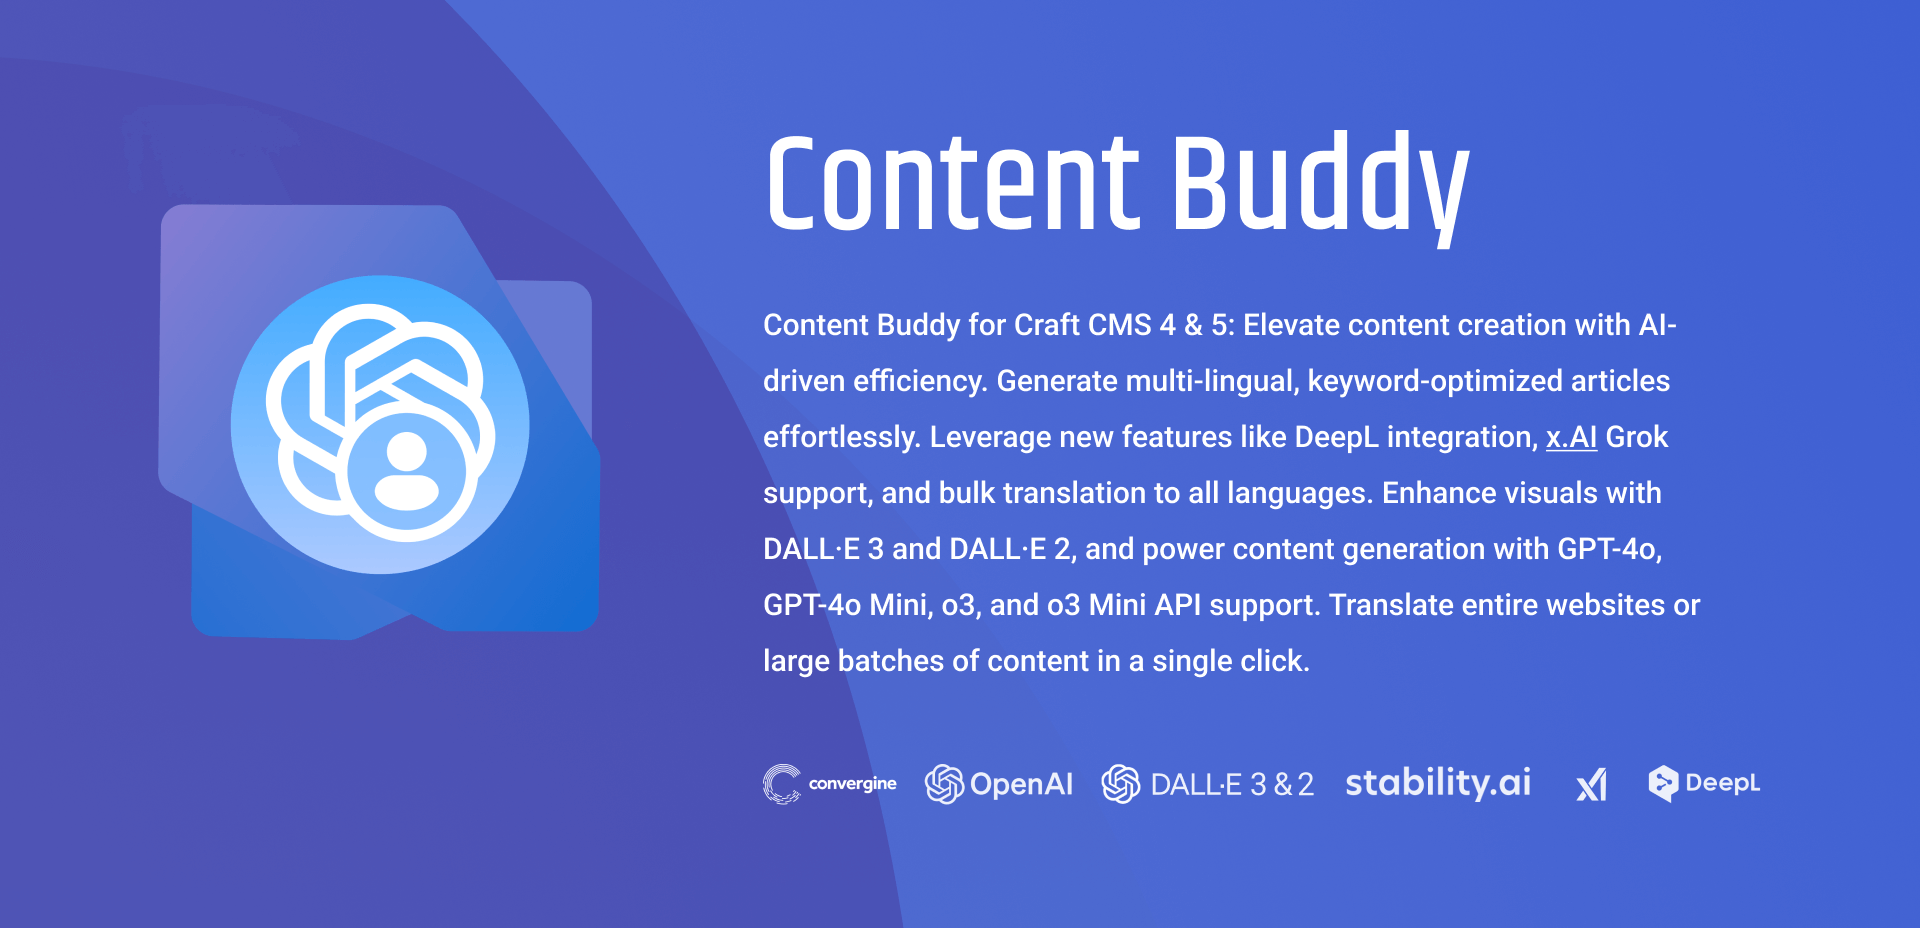 Content Buddy
Content Buddy for Craft CMS 4 & 5: Elevate content creation with AI-
driven efficiency. Generate multi-lingual, keyword-optimized articles
effortlessly. Leverage new features like DeepL integration, x.AI Grok
support, and bulk translation to all languages. Enhance visuals with
DALL·E 3 and DALL·E 2, and power content generation with GPT-4o,
GPT-4o Mini, o3, and o3 Mini API support. Translate entire websites or
large batches of content in a single click.
convergine OpenAI DALL·E 3 & 2 stability.ai xI DeepL